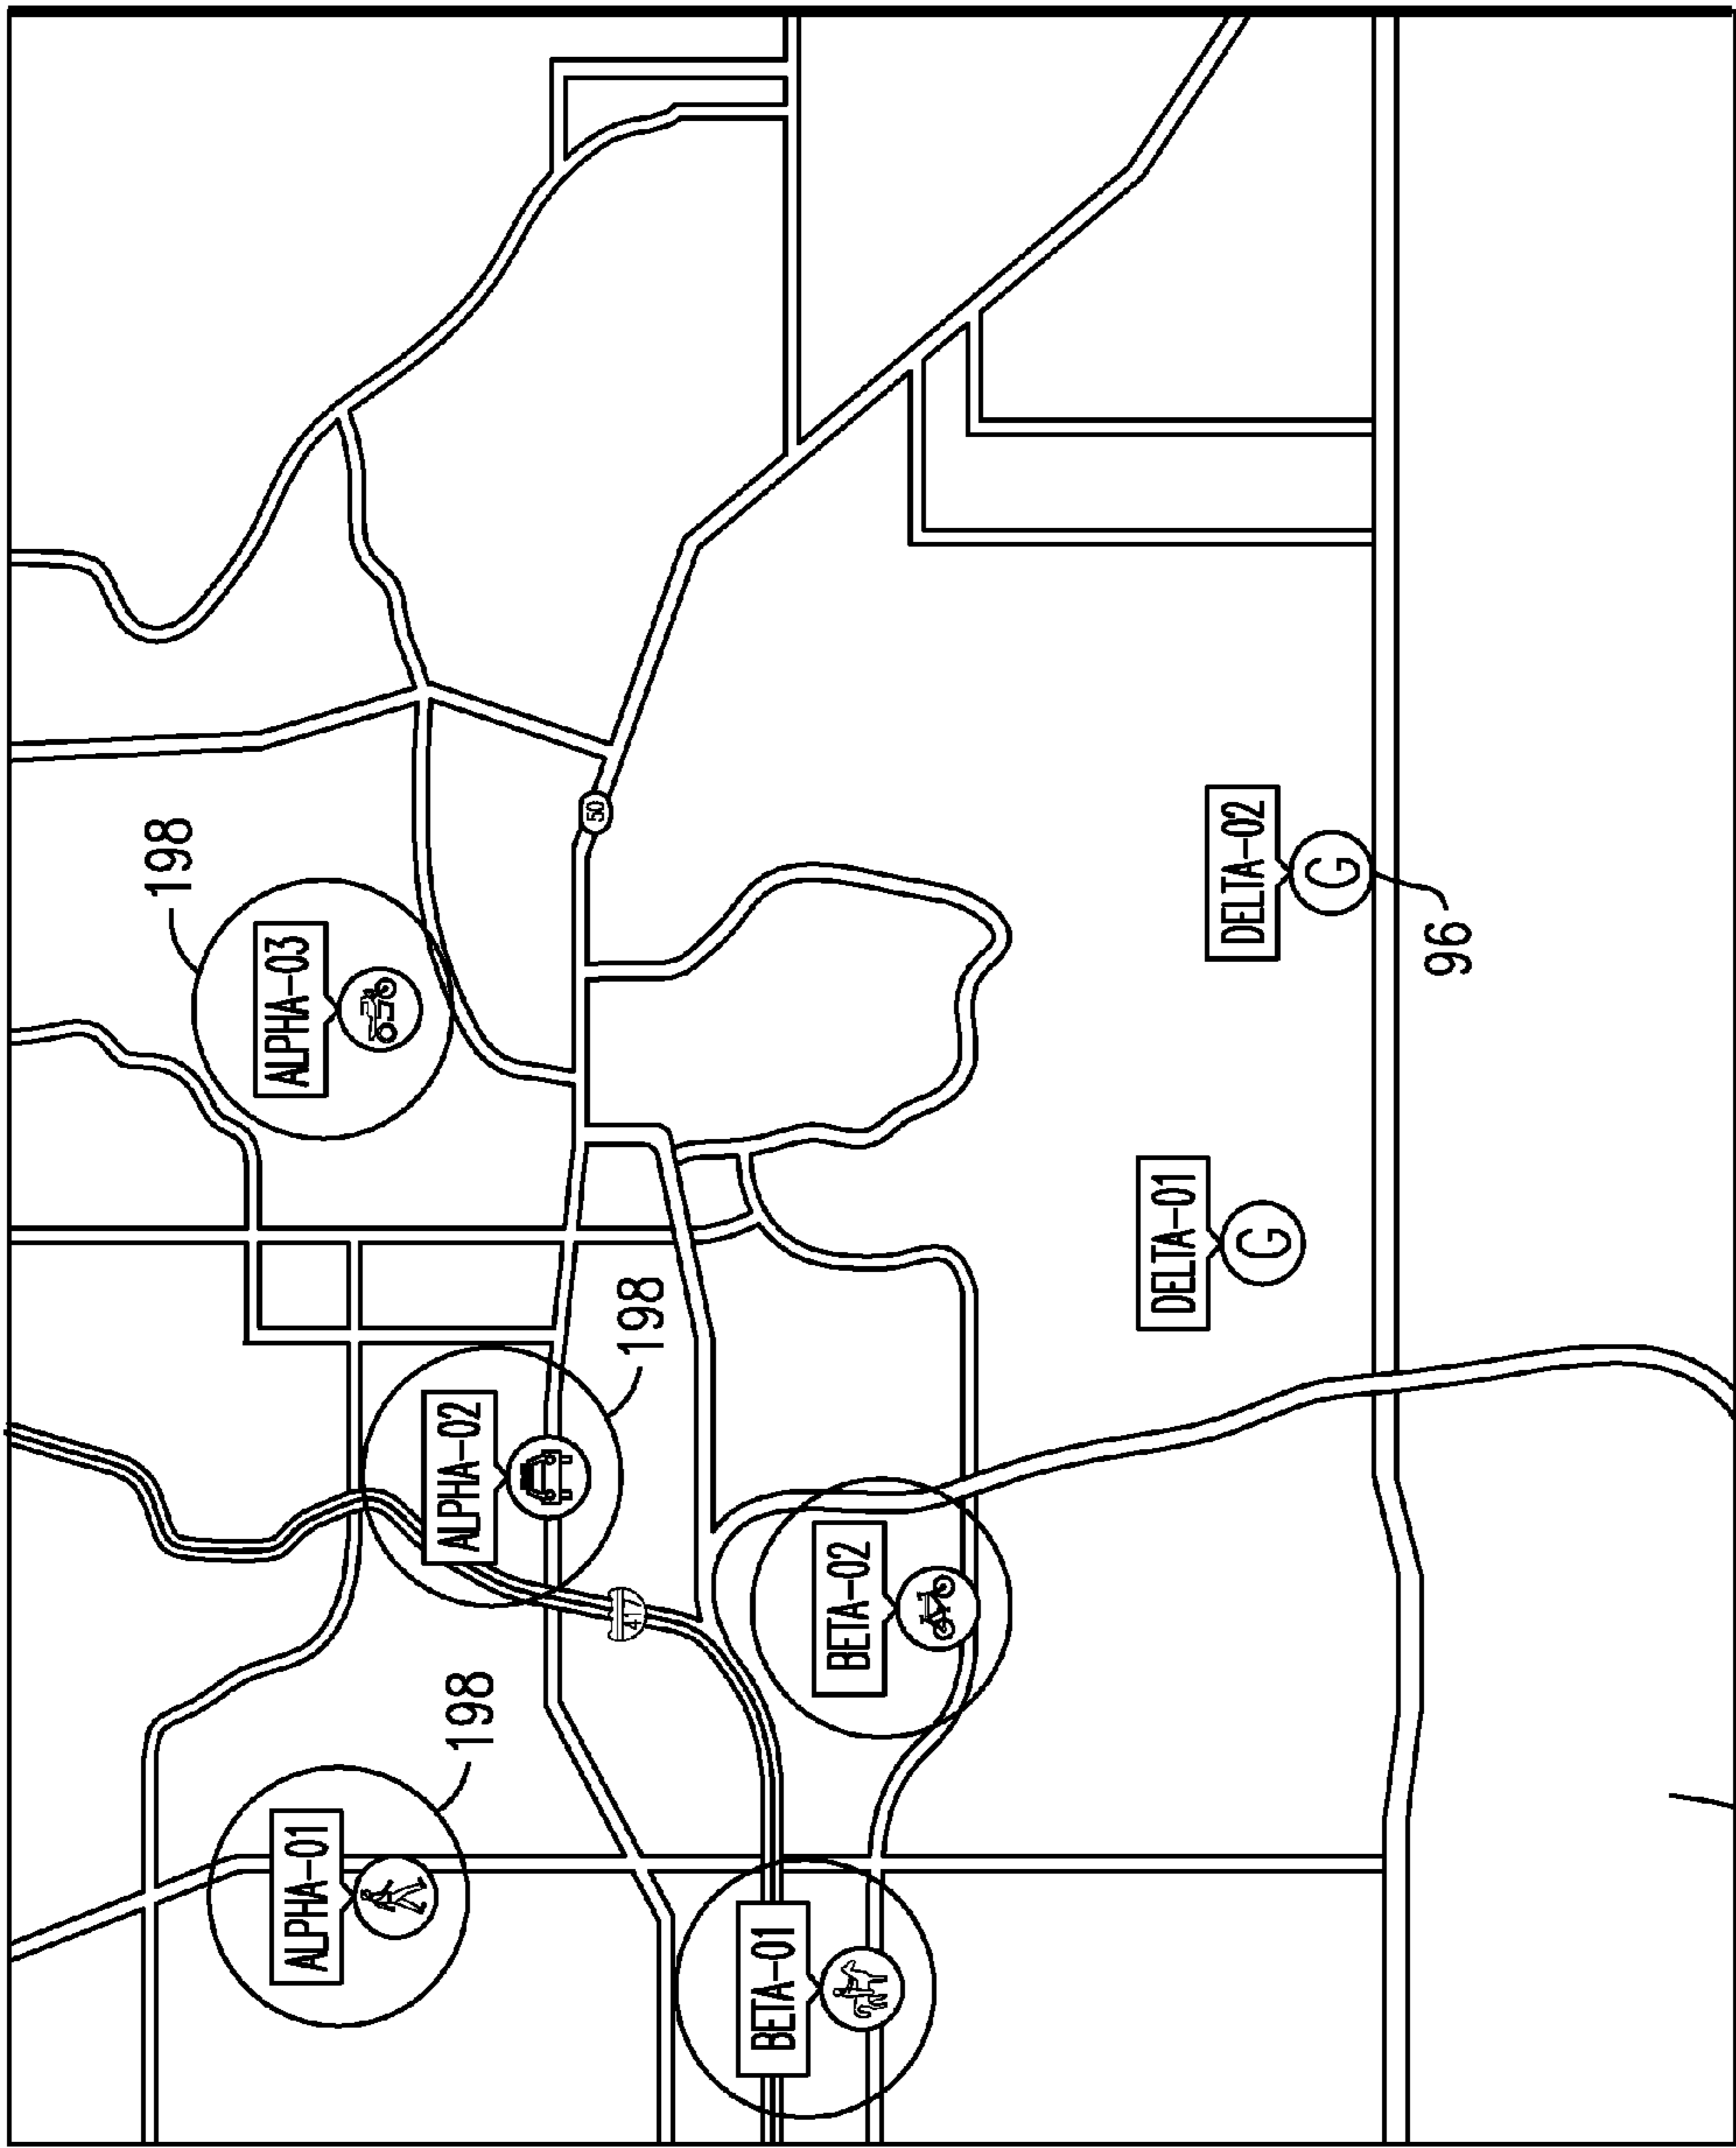 198
ALPHA-03
ALPHA-01
ALPHA-02
198
50
417
198
BETA-01
BETA-02
DELTA-01
G
DELTA-02
G
96